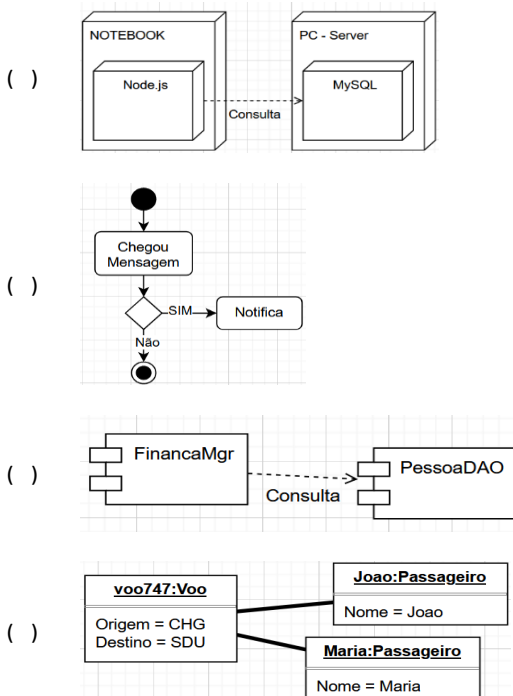 NOTEBOOK
PC - Server
( )
Node.js
MySQL
Consulta
Chegou
Mensagem
( )
SIM
Notifica
Não
FinancaMgr
PessoaDAO
( )
Consulta
voo747:Voo
Joao:Passageiro
Origem = CHG
Nome = Joao
Destino = SDU
( )
Maria:Passageiro
Nome = Maria